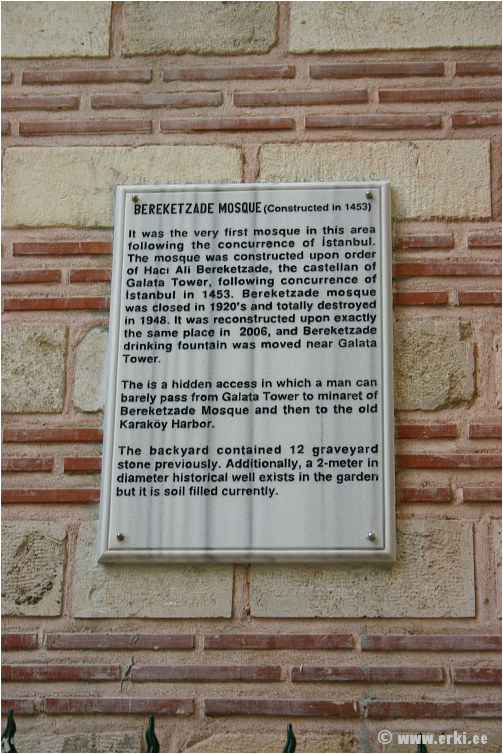 BEREKETZADE MOSQUE (Constructed in 1453)
It was the very first mosque in this area
following the concurrence of İstanbul.
The mosque was constructed upon order
of Hacı Ali Bereketzade, the castellan of
Galata Tower, following concurrence of
İstanbul in 1453. Bereketzade mosque
was closed in 1920's and totally destroyed
in 1948. It was reconstructed upon exactly
the same place in 2006, and Bereketzade
drinking fountain was moved near Galata
Tower.
The is a hidden access in which a man can
barely pass from Galata Tower to minaret of
Bereketzade Mosque and then to the old
Karaköy Harbor.
The backyard contained 12 graveyard
stone previously. Additionally, a 2-meter in
diameter historical well exists in the garden
but it is soil filled currently.
© www.erki.ee